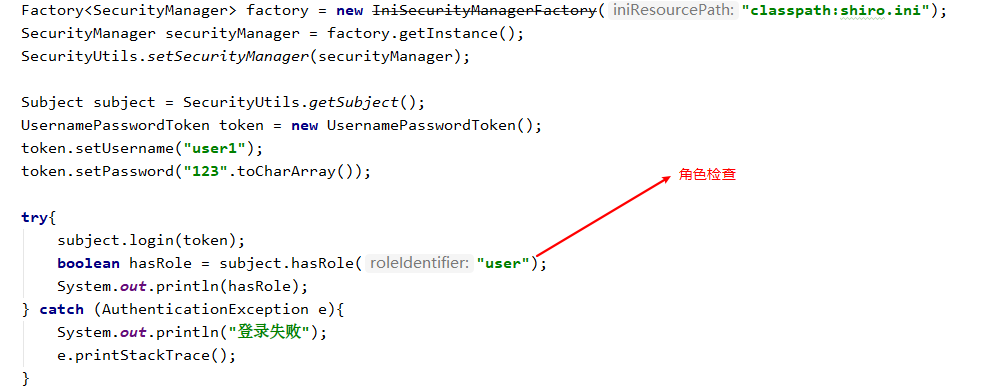 Factory<SecurityManager> factory = new IniSecurityManagerFactory( iniResourcePath: "classpath:shiro.ini");
SecurityManager securityManager = factory.getInstance();
SecurityUtils.setSecurityManager(securityManager);
Subject subject = SecurityUtils.getSubject();
UsernamePasswordToken token = new UsernamePasswordToken();
token.setUsername("user1");
token.setPassword("123".toCharArray());
角色检查
try{
subject.login(token);
boolean hasRole = subject.hasRole( roleIdentifier: "user");
System.out.println(hasRole);
} catch (AuthenticationException e){
System.out.println("登录失败");
e.printStackTrace();
}